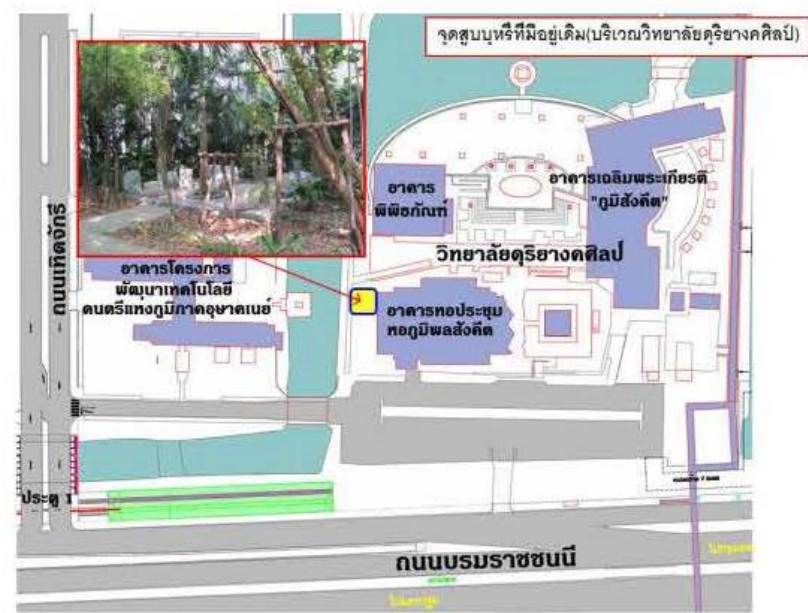 จุดสูบบุหรี่ที่มีอยู่เดิม(บริเวณวิทยาลัยดุริยางคศิลป์)
อาคาร
พิพิธภัณฑ์
อาคารเฉลิมพระเกียรติ
"ภูมิสังคีต"
วิทยาลัยดุริยางคศิลป์
ถนนเทิดจักรี
อาคารโครงการ
พัฒนาเทคโนโลยี
ดนตรีแห่งภูมิภาคอุษาคเนย์
อาคารหอประชุม
หอภูมิพลสังคีต
ประตู 1
ถนนบรมราชชนนี